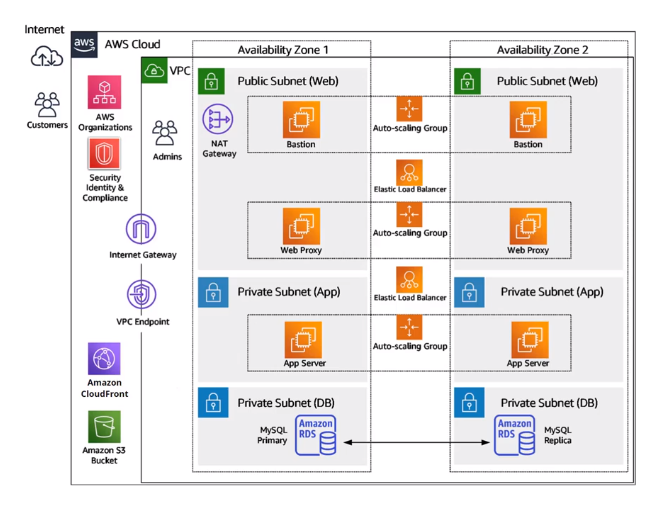 Internet
aws
AWS Cloud
Availability Zone 1
Availability Zone 2
VPC
Customers
AWS
Organizations
Security
Identity &
Compliance
Admins
Public Subnet (Web)
Public Subnet (Web)
NAT
Gateway
Bastion
Auto-scaling Group
Bastion
Elastic Load Balancer
Web Proxy
Auto-scaling Group
Web Proxy
Internet Gateway
Private Subnet (App)
Elastic Load Balancer
Private Subnet (App)
VPC Endpoint
App Server
Auto-scaling Group
App Server
Amazon
CloudFront
Private Subnet (DB)
Private Subnet (DB)
MySQL
Primary
Amazon
RDS
Amazon
RDS
MySQL
Replica
Amazon S3
Bucket